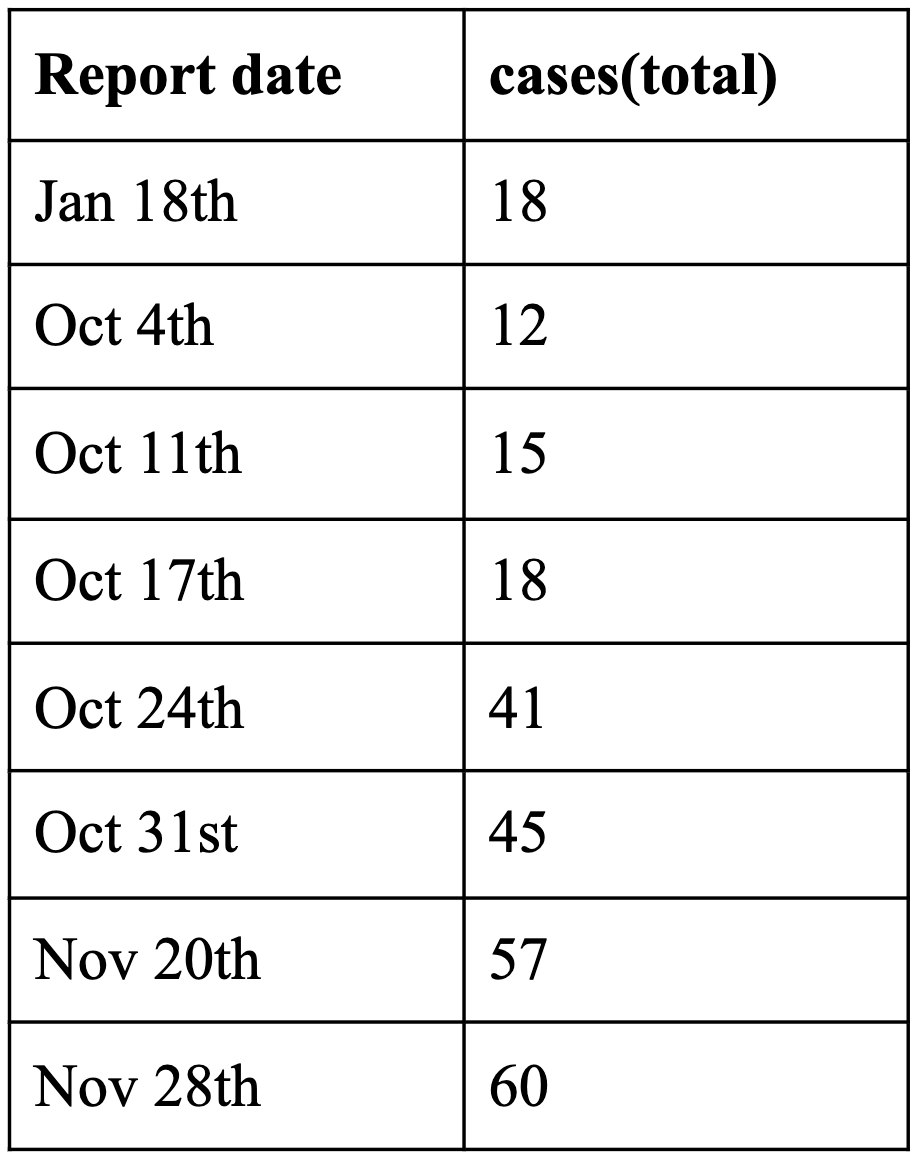 Report date cases(total)
Jan 18th 18
Oct 4th 12
Oct 11th 15
Oct 17th 18
Oct 24th 41
Oct 31st 45
Nov 20th 57
Nov 28th 60